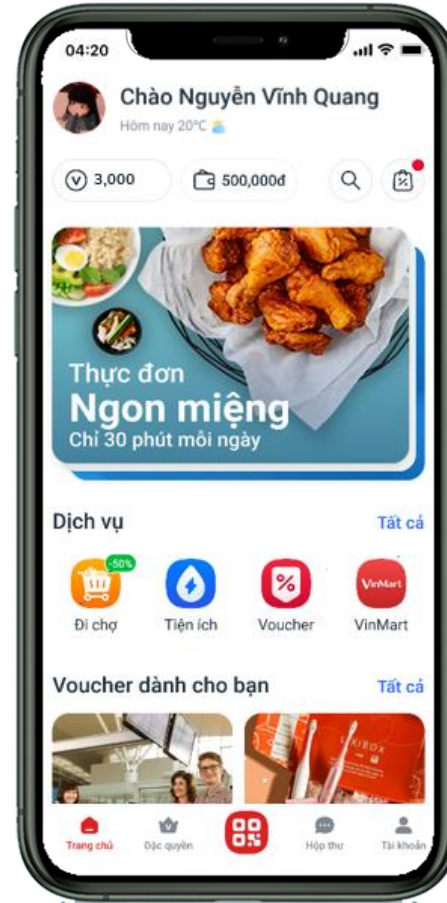 04:20
Chào Nguyễn Vĩnh Quang
Hôm nay 20°C
V 3,000
500,000đ
Thực đơn
Ngon miệng
Chỉ 30 phút mỗi ngày
Dịch vụ
Tất cả
-50%
Đi chợ
Tiện ích
Voucher
VinMart
VinMart
Voucher dành cho bạn
Tất cả
LIXIBOX
Trang chủ
Đặc quyền
Hộp thư
Tài khoản